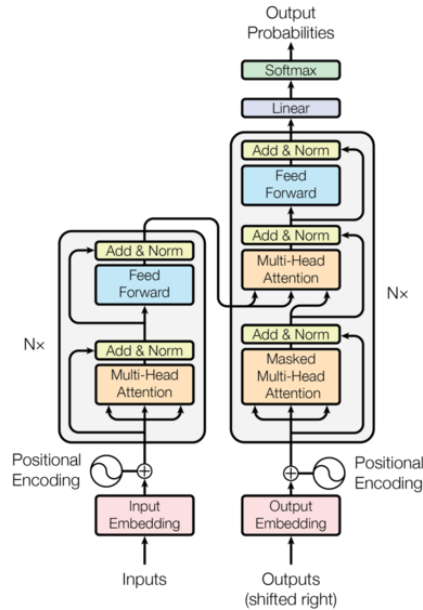 Output
Probabilities
Softmax
Linear
Add & Norm
Feed
Forward
Add & Norm
Multi-Head
Attention
Add & Norm
Masked
Multi-Head
Attention
Nx
Positional
Encoding
Output
Embedding
Outputs
(shifted right)
Add & Norm
Feed
Forward
Add & Norm
Multi-Head
Attention
Nx
Positional
Encoding
Input
Embedding
Inputs